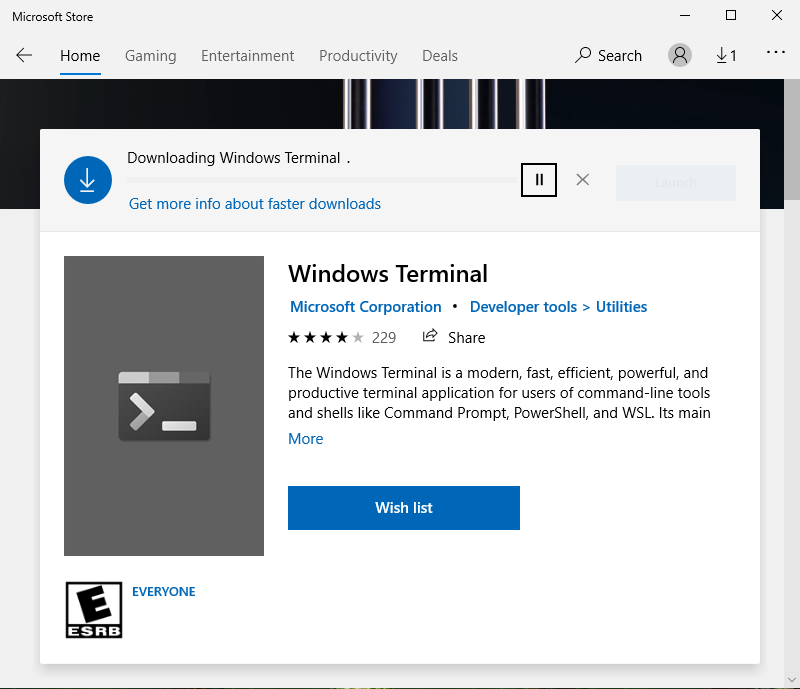 Microsoft Store
Home Gaming Entertainment Productivity Deals Search 1 ...
Downloading Windows Terminal .
Launch
Get more info about faster downloads
Windows Terminal
Microsoft Corporation • Developer tools > Utilities
★★★★★ 229 Share
The Windows Terminal is a modern, fast, efficient, powerful, and
productive terminal application for users of command-line tools
and shells like Command Prompt, PowerShell, and WSL. Its main
More
Wish list
E EVERYONE
ESRB